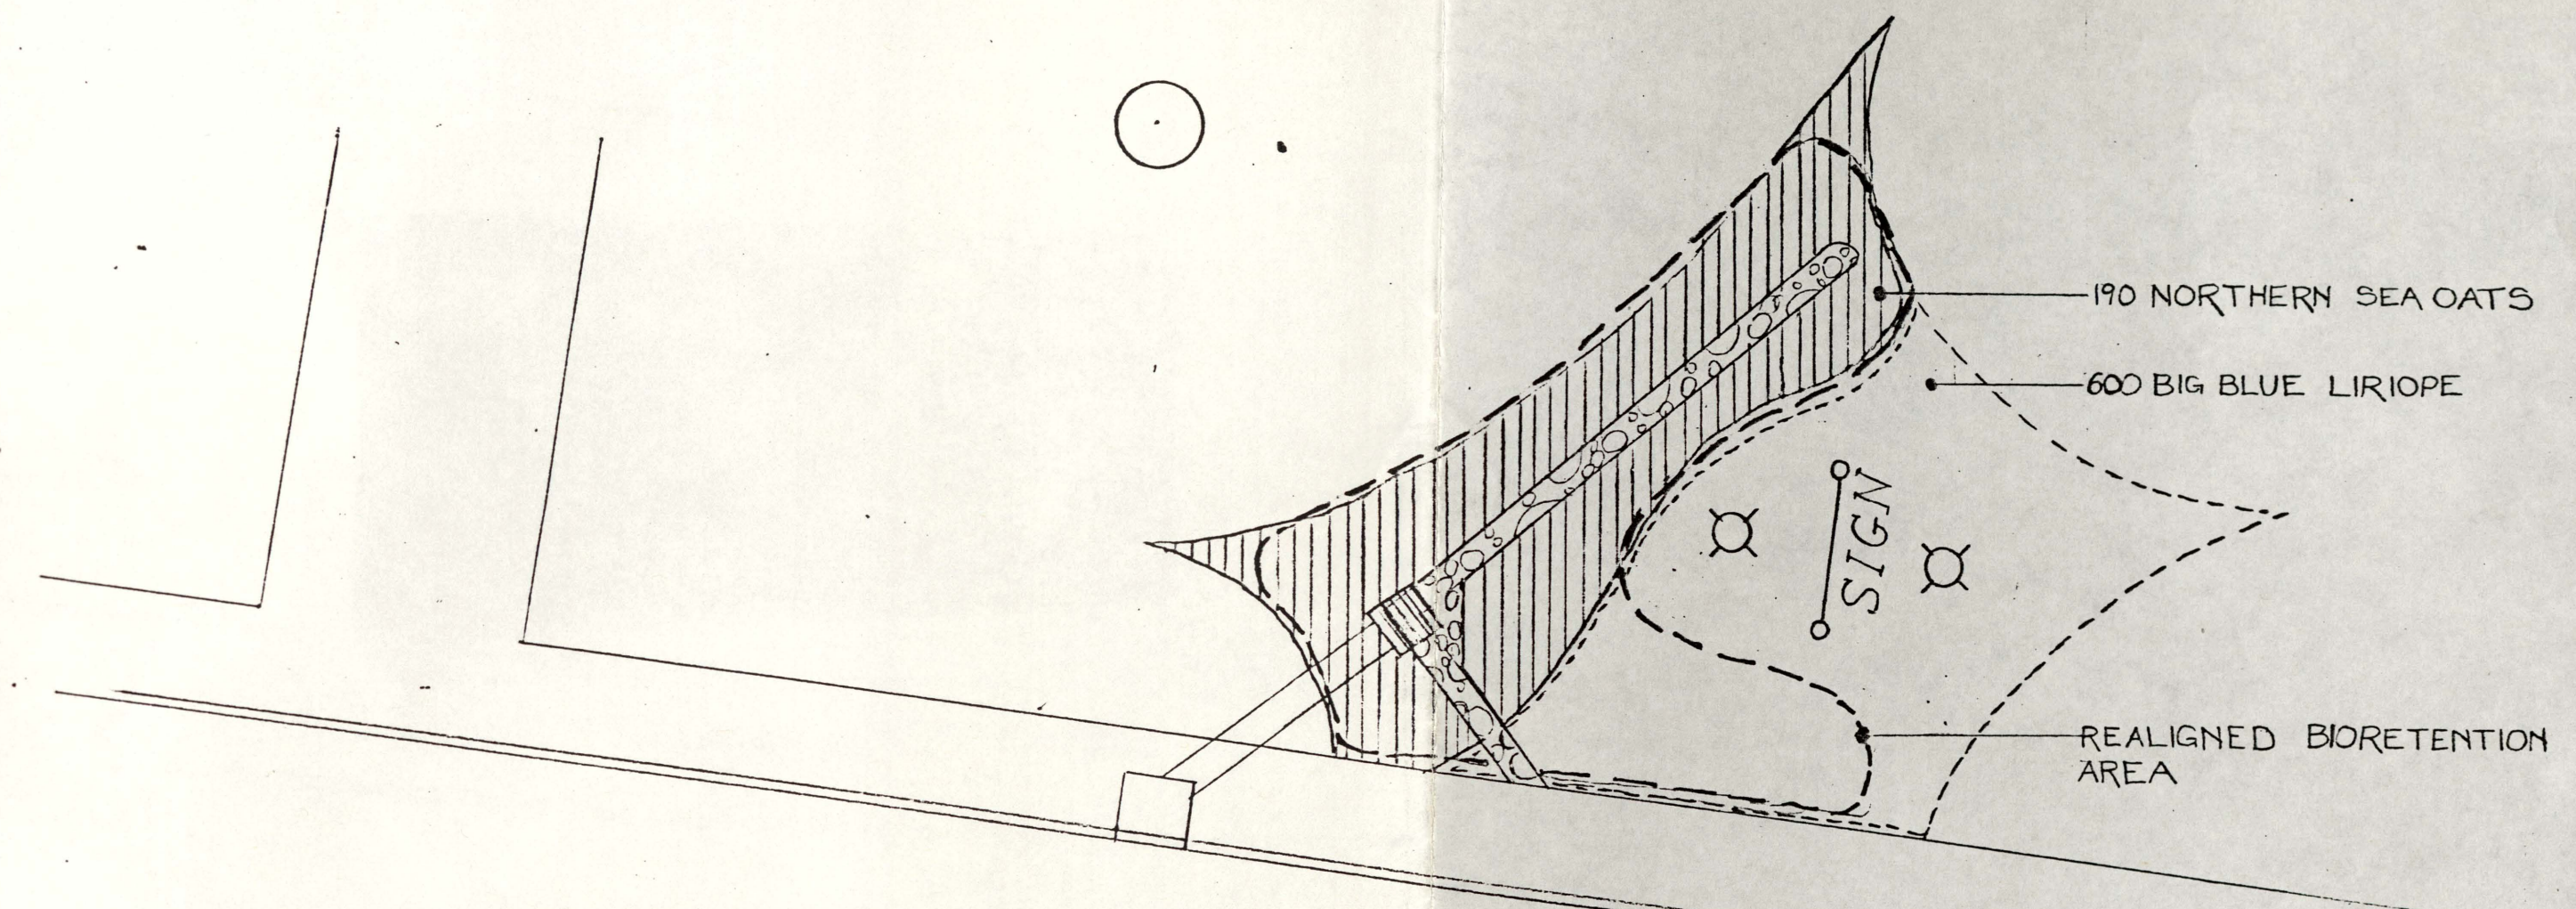 190 NORTHERN SEA OATS
600 BIG BLUE LIRIOPE
SIGN
REALIGNED BIORETENTION
AREA